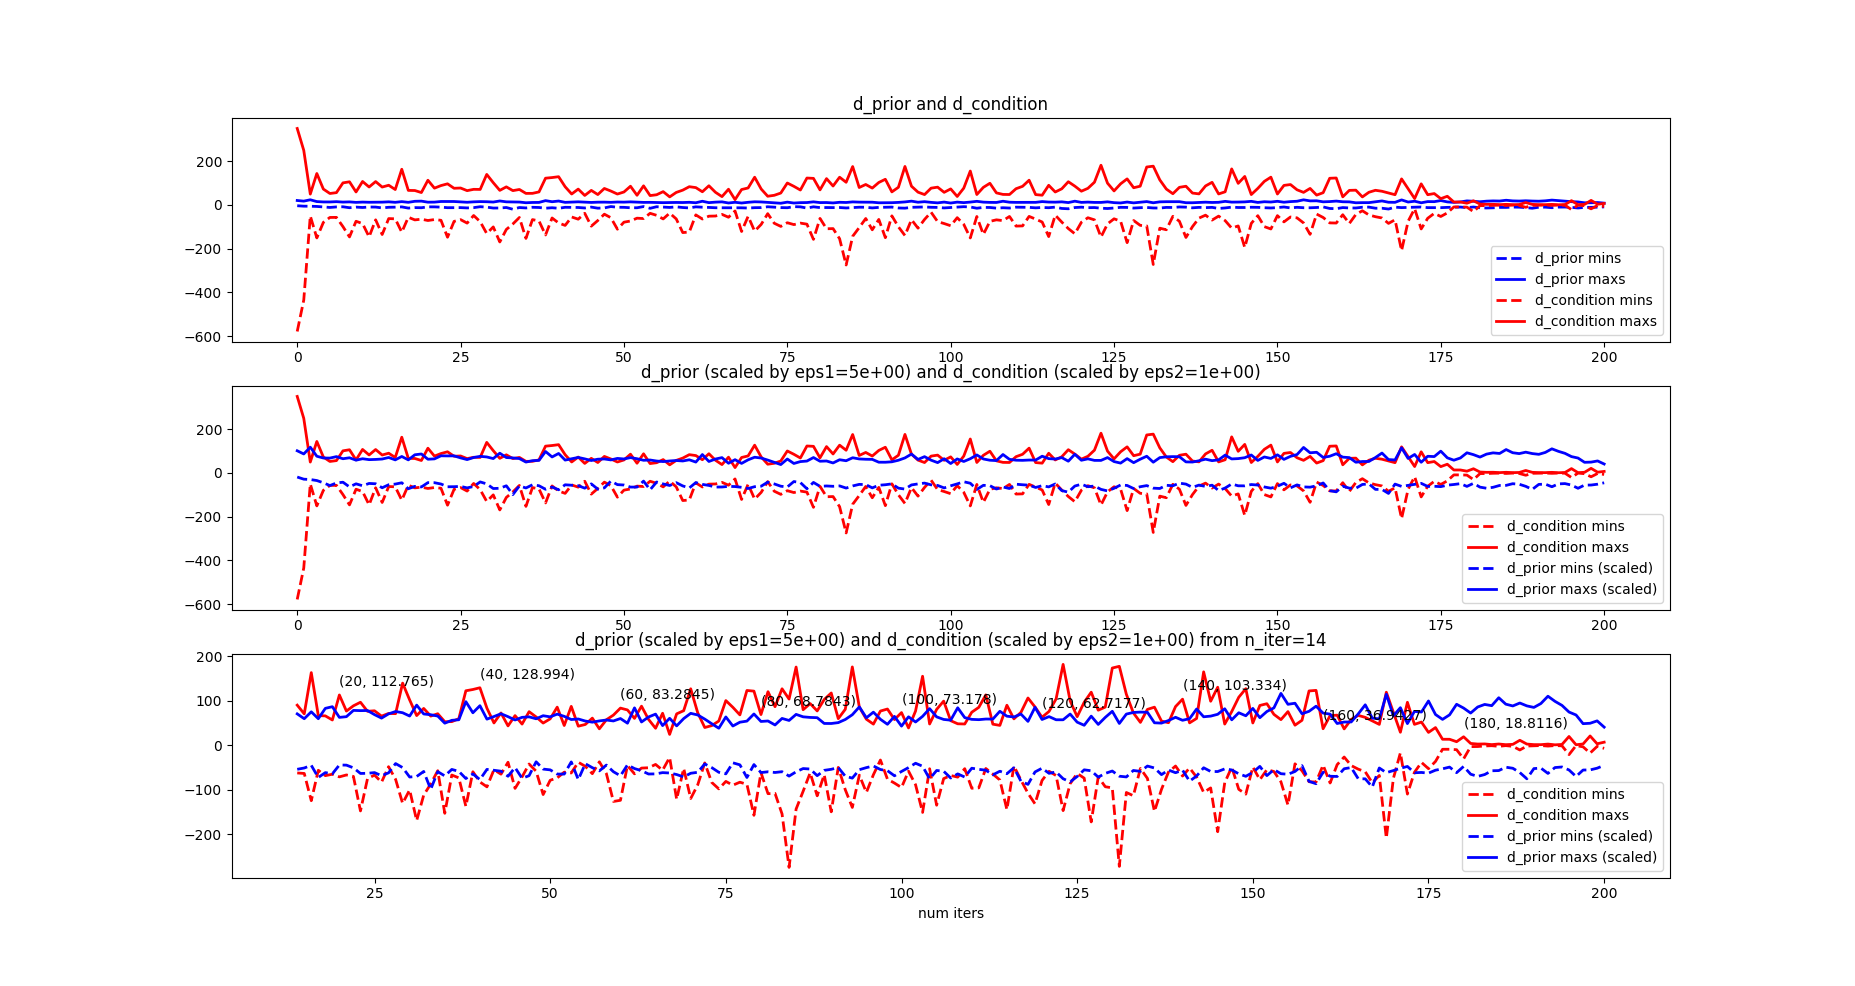 d_prior and d_condition
200
0
−200
−400
−600
d_prior mins
d_prior maxs
d_condition mins
d_condition maxs
0 25 50 75 100 125 150 175 200
d_prior (scaled by eps1=5e+00) and d_condition (scaled by eps2=1e+00)
200
0
−200
−400
−600
d_condition mins
d_condition maxs
d_prior mins (scaled)
d_prior maxs (scaled)
0 25 50 75 100 125 150 175 200
d_prior (scaled by eps1=5e+00) and d_condition (scaled by eps2=1e+00) from n_iter=14
200
100
0
−100
−200
(20, 112.765)
(40, 128.994)
(60, 83.2845)
(80, 68.7843)
(100, 73.178)
(120, 62.7177)
(140, 103.334)
(160, 36.9427)
(180, 18.8116)
d_condition mins
d_condition maxs
d_prior mins (scaled)
d_prior maxs (scaled)
25 50 75 100 125 150 175 200
num iters